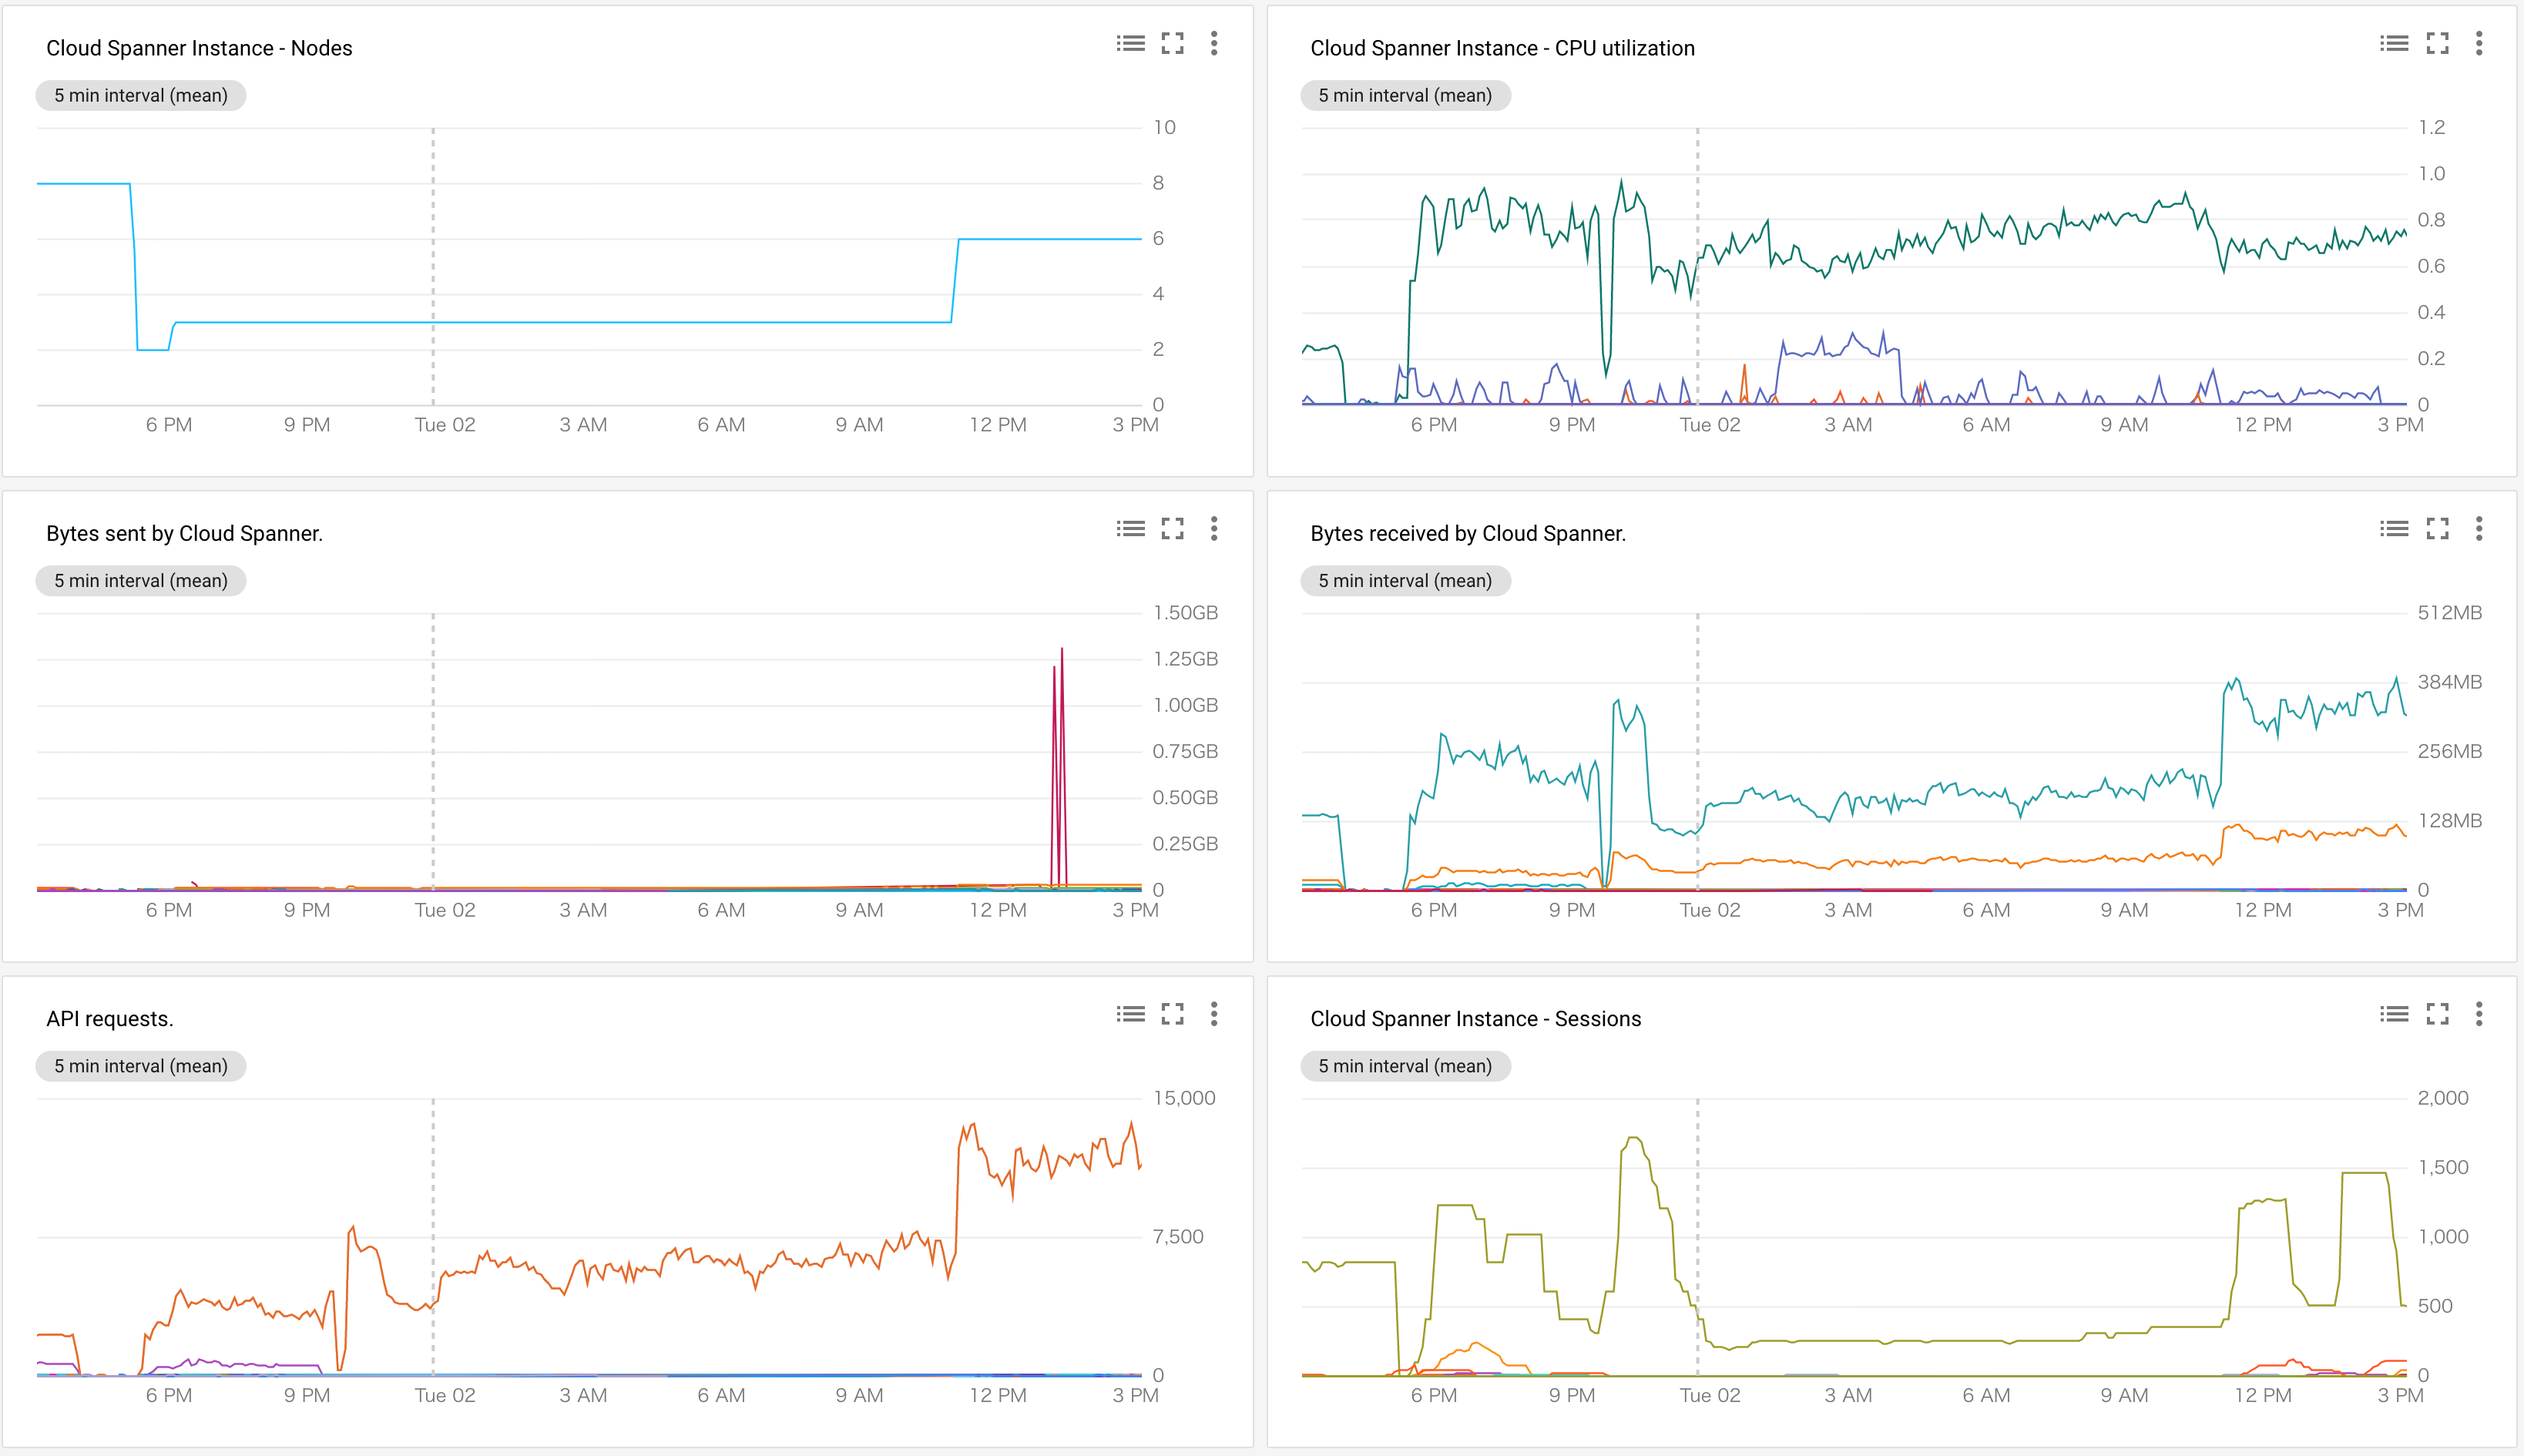 Cloud Spanner Instance - Nodes
5 min interval (mean)
10
8
6
4
2
0
6 PM 9 PM Tue 02 3 AM 6 AM 9 AM 12 PM 3 PM
Cloud Spanner Instance - CPU utilization
5 min interval (mean)
1.2
1.0
0.8
0.6
0.4
0.2
0
6 PM 9 PM Tue 02 3 AM 6 AM 9 AM 12 PM 3 PM
Bytes sent by Cloud Spanner.
5 min interval (mean)
1.50GB
1.25GB
1.00GB
0.75GB
0.50GB
0.25GB
0
6 PM 9 PM Tue 02 3 AM 6 AM 9 AM 12 PM 3 PM
Bytes received by Cloud Spanner.
5 min interval (mean)
512MB
384MB
256MB
128MB
0
6 PM 9 PM Tue 02 3 AM 6 AM 9 AM 12 PM 3 PM
API requests.
5 min interval (mean)
15,000
7,500
0
6 PM 9 PM Tue 02 3 AM 6 AM 9 AM 12 PM 3 PM
Cloud Spanner Instance - Sessions
5 min interval (mean)
2,000
1,500
1,000
500
0
6 PM 9 PM Tue 02 3 AM 6 AM 9 AM 12 PM 3 PM